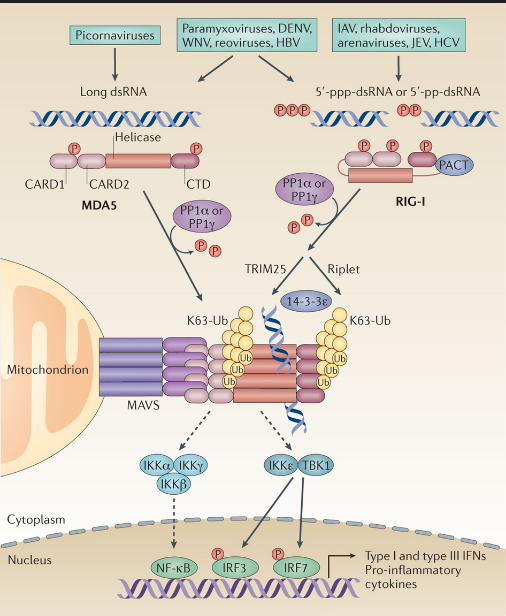 Picornaviruses
Paramyxoviruses, DENV,
WNV, reoviruses, HBV
IAV, rhabdoviruses,
arenaviruses, JEV, HCV
Long dsRNA
5′-ppp-dsRNA or 5′-pp-dsRNA
P P P
P P
Helicase
P
P
P
P
P
CARD1
CARD2
CTD
MDA5
PACT
RIG-I
PP1α or
PP1γ
P
P
PP1α or
PP1γ
P
P
TRIM25
Riplet
14-3-3ε
K63-Ub
K63-Ub
Ub
Ub
Ub
Ub
Ub
Ub
Mitochondrion
MAVS
IKKα
IKKγ
IKKβ
IKKε
TBK1
Cytoplasm
Nucleus
NF-κB
P
IRF3
P
IRF7
Type I and type III IFNs
Pro-inflammatory
cytokines